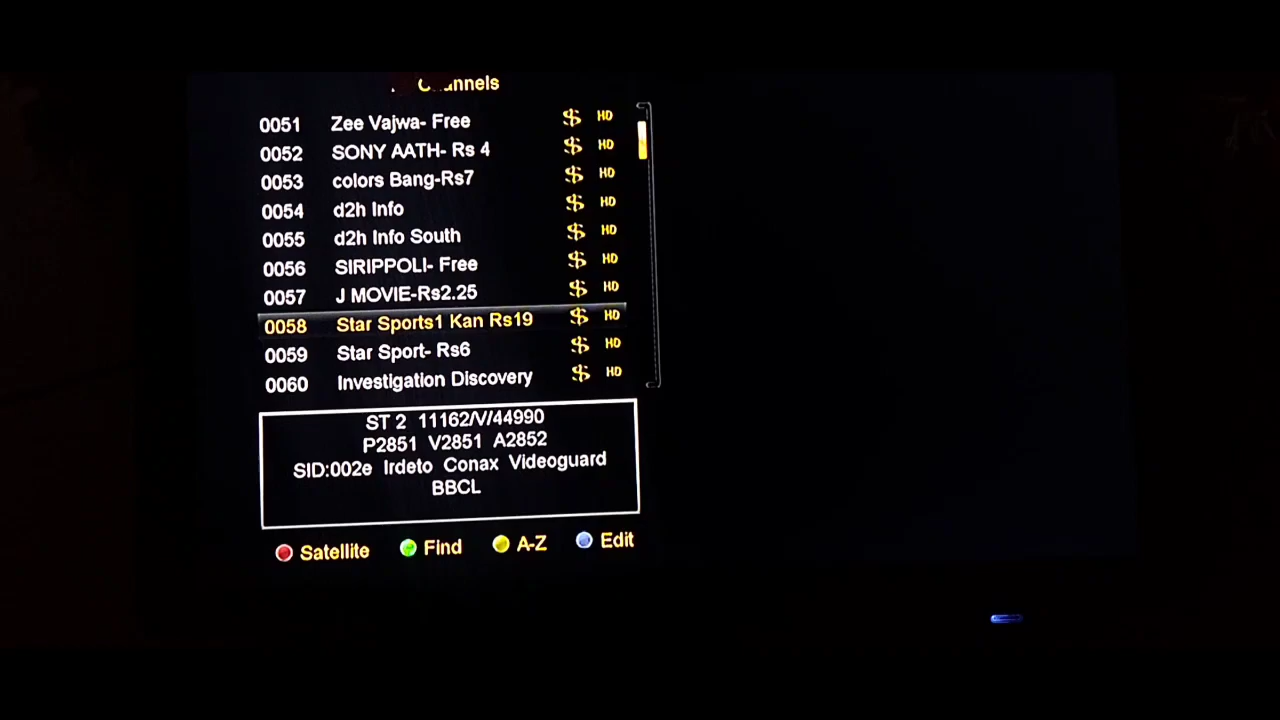 Channels
0051 Zee Vajwa- Free $ HD
0052 SONY AATH- Rs 4 $ HD
0053 colors Bang-Rs7 $ HD
0054 d2h Info $ HD
0055 d2h Info South $ HD
0056 SIRIPPOLI- Free $ HD
0057 J MOVIE-Rs2.25 $ HD
0058 Star Sports1 Kan Rs19 $ HD
0059 Star Sport- Rs6 $ HD
0060 Investigation Discovery $ HD
ST 2 11162/V/44990
P2851 V2851 A2852
SID:002e Irdeto Conax Videoguard
BBCL
Satellite Find A-Z Edit